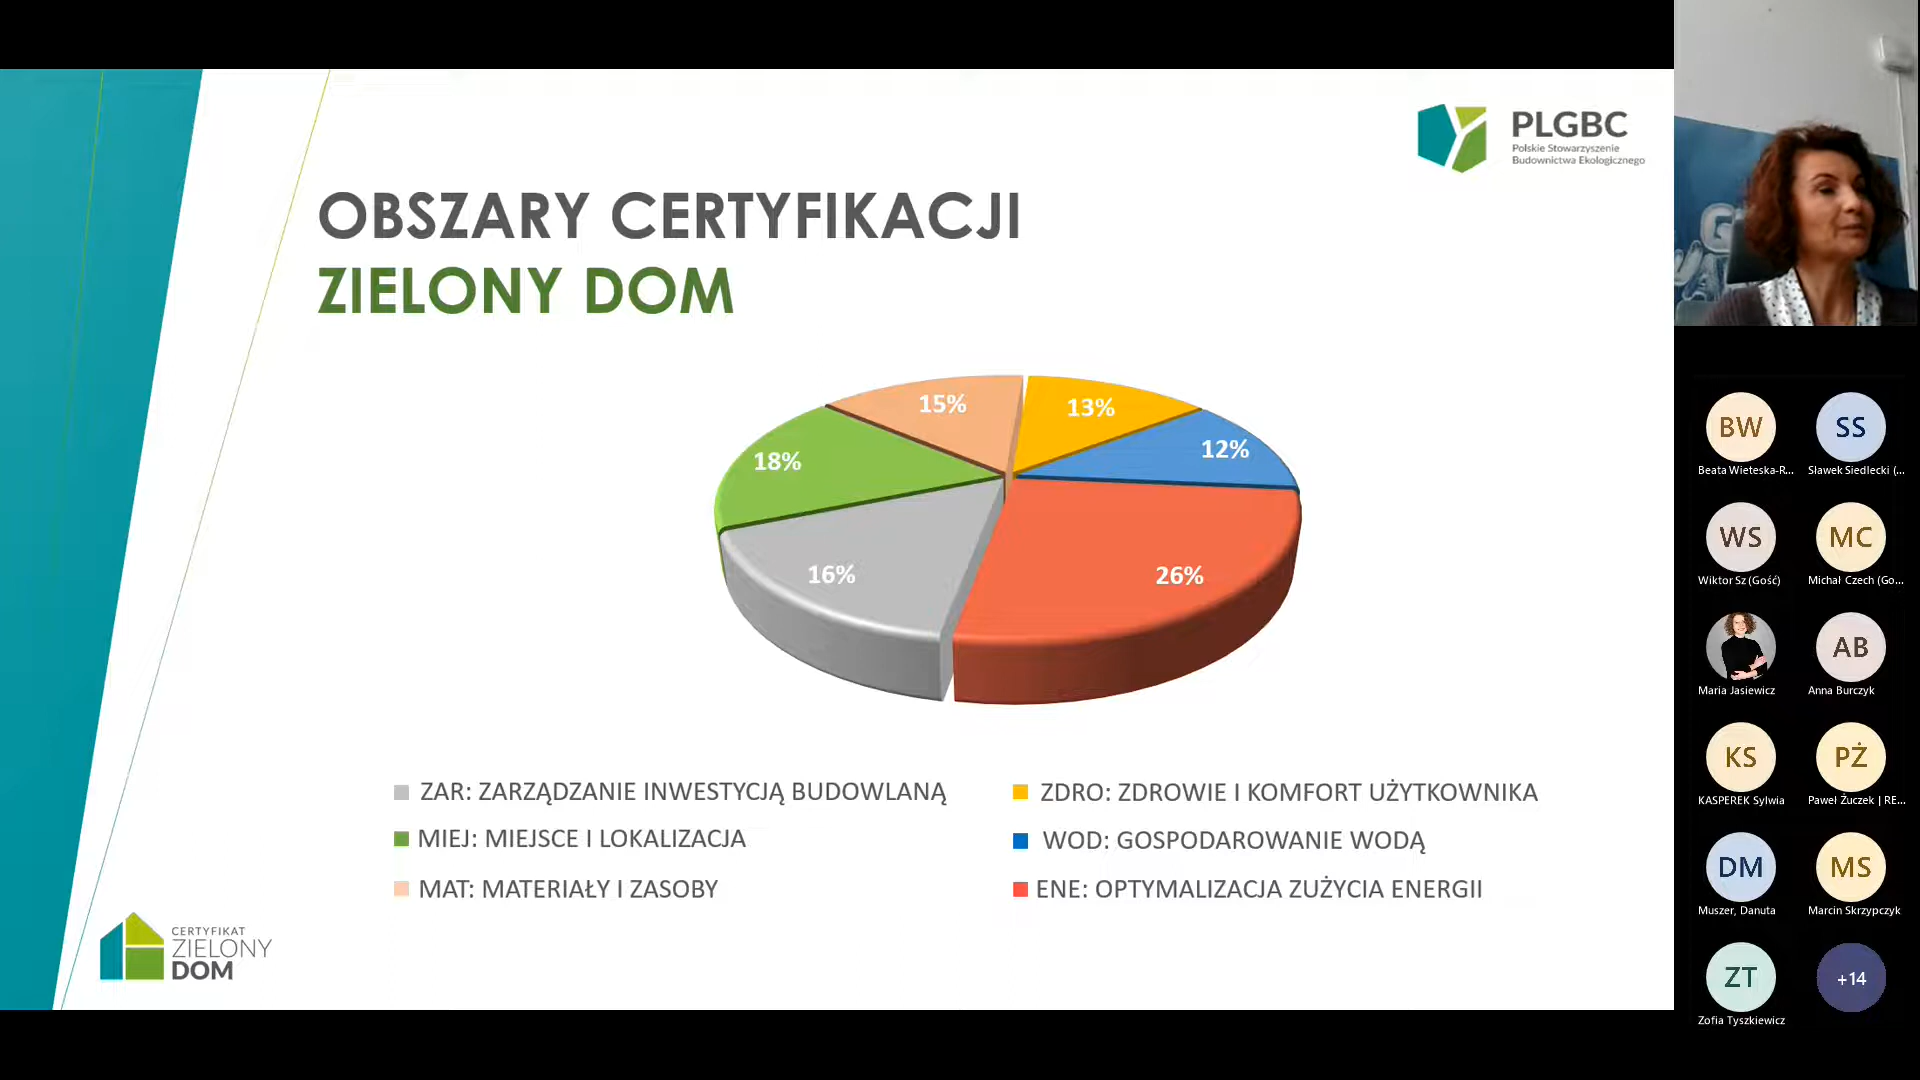 PLGBC
Polskie Stowarzyszenie
Budownictwa Ekologicznego
OBSZARY CERTYFIKACJI
ZIELONY DOM
15%
13%
12%
18%
16%
26%
ZAR: ZARZĄDZANIE INWESTYCJĄ BUDOWLANĄ
MIEJ: MIEJSCE I LOKALIZACJA
MAT: MATERIAŁY I ZASOBY
ZDRO: ZDROWIE I KOMFORT UŻYTKOWNIKA
WOD: GOSPODAROWANIE WODĄ
ENE: OPTYMALIZACJA ZUŻYCIA ENERGII
CERTYFIKAT
ZIELONY
DOM
BW
Beata Wieteska-R...
SS
Sławek Siedlecki (...
WS
Wiktor Sz (Gość)
MC
Michał Czech (Go...
Maria Jasiewicz
AB
Anna Burczyk
KS
KASPEREK Sylwia
PŻ
Paweł Żuczek | RE...
DM
Muszer, Danuta
MS
Marcin Skrzypczyk
ZT
Zofia Tyszkiewicz
+14